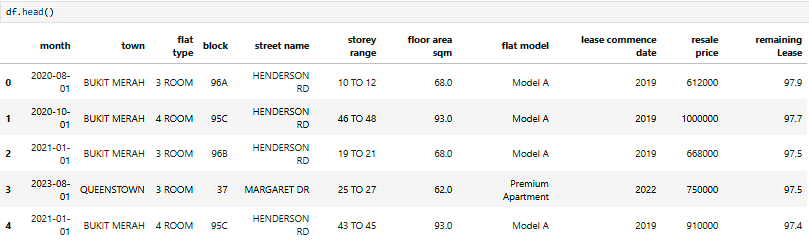 df.head()
month town flat type block street name storey range floor area sqm flat model lease commence date resale price remaining Lease
0 2020-08-01 BUKIT MERAH 3 ROOM 96A HENDERSON RD 10 TO 12 68.0 Model A 2019 612000 97.9
1 2020-10-01 BUKIT MERAH 4 ROOM 95C HENDERSON RD 46 TO 48 93.0 Model A 2019 1000000 97.7
2 2021-01-01 BUKIT MERAH 3 ROOM 96B HENDERSON RD 19 TO 21 68.0 Model A 2019 668000 97.5
3 2023-08-01 QUEENSTOWN 3 ROOM 37 MARGARET DR 25 TO 27 62.0 Premium Apartment 2022 750000 97.5
4 2021-01-01 BUKIT MERAH 4 ROOM 95C HENDERSON RD 43 TO 45 93.0 Model A 2019 910000 97.4